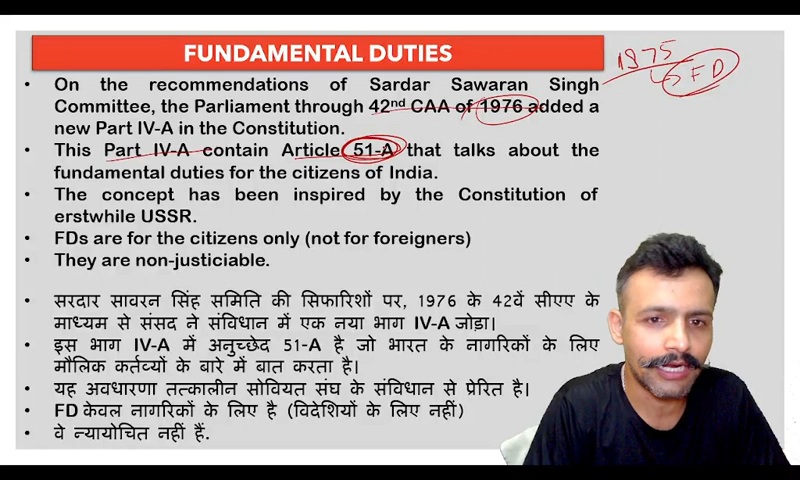 FUNDAMENTAL DUTIES
1975
FD
• On the recommendations of Sardar Sawaran Singh
Committee, the Parliament through 42nd CAA of 1976 added a
new Part IV-A in the Constitution.
• This Part IV-A contain Article 51-A that talks about the
fundamental duties for the citizens of India.
• The concept has been inspired by the Constitution of
erstwhile USSR.
• FDs are for the citizens only (not for foreigners)
• They are non-justiciable.
• सरदार सावरन सिंह समिति की सिफारिशों पर, 1976 के 42वें सीएए के
माध्यम से संसद ने संविधान में एक नया भाग IV-A जोड़ा।
• इस भाग IV-A में अनुच्छेद 51-A है जो भारत के नागरिकों के लिए
मौलिक कर्तव्यों के बारे में बात करता है।
• यह अवधारणा तत्कालीन सोवियत संघ के संविधान से प्रेरित है।
• FD केवल नागरिकों के लिए है (विदेशियों के लिए नहीं)
• वे न्यायोचित नहीं हैं.